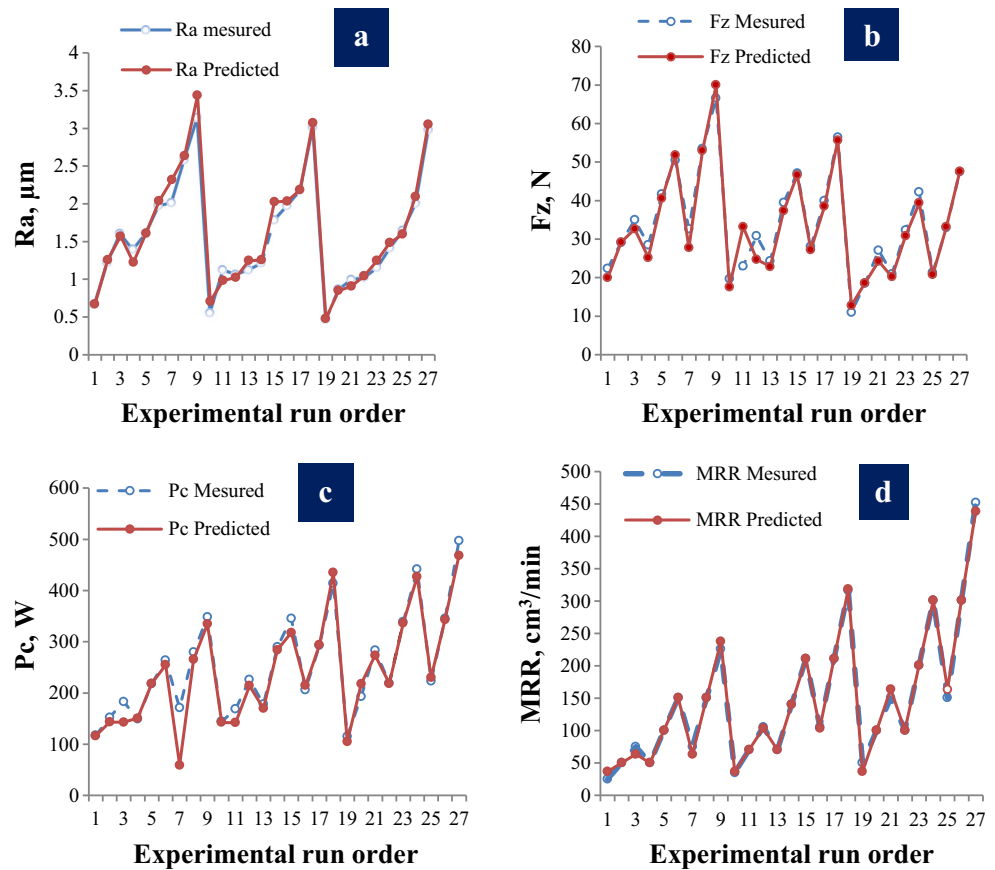 Ra mesured
Ra Predicted
a
4
3.5
3
2.5
2
1.5
1
0.5
0
Ra, µm
1 3 5 7 9 11 13 15 17 19 21 23 25 27
Experimental run order
Fz Mesured
Fz Predicted
b
80
70
60
50
40
30
20
10
0
Fz, N
1 3 5 7 9 11 13 15 17 19 21 23 25 27
Experimental run order
Pc Mesured
Pc Predicted
c
600
500
400
300
200
100
0
Pc, W
1 3 5 7 9 11 13 15 17 19 21 23 25 27
Experimental run order
MRR Mesured
MRR Predicted
d
500
450
400
350
300
250
200
150
100
50
0
MRR, cm³/min
1 3 5 7 9 11 13 15 17 19 21 23 25 27
Experimental run order